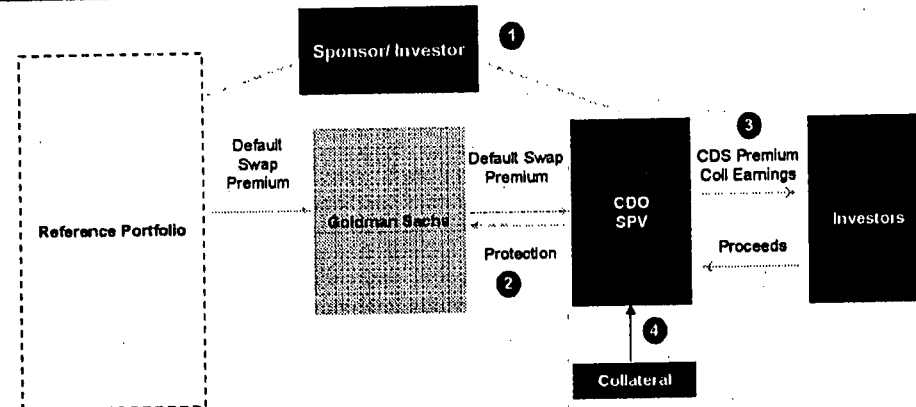 1
Sponsor/ Investor
Default
Swap
Premium
Default Swap
Premium
3
CDS Premium
Coll Earnings
Reference Portfolio
Goldman Sachs
CDO
SPV
Investors
Protection
2
Proceeds
4
Collateral